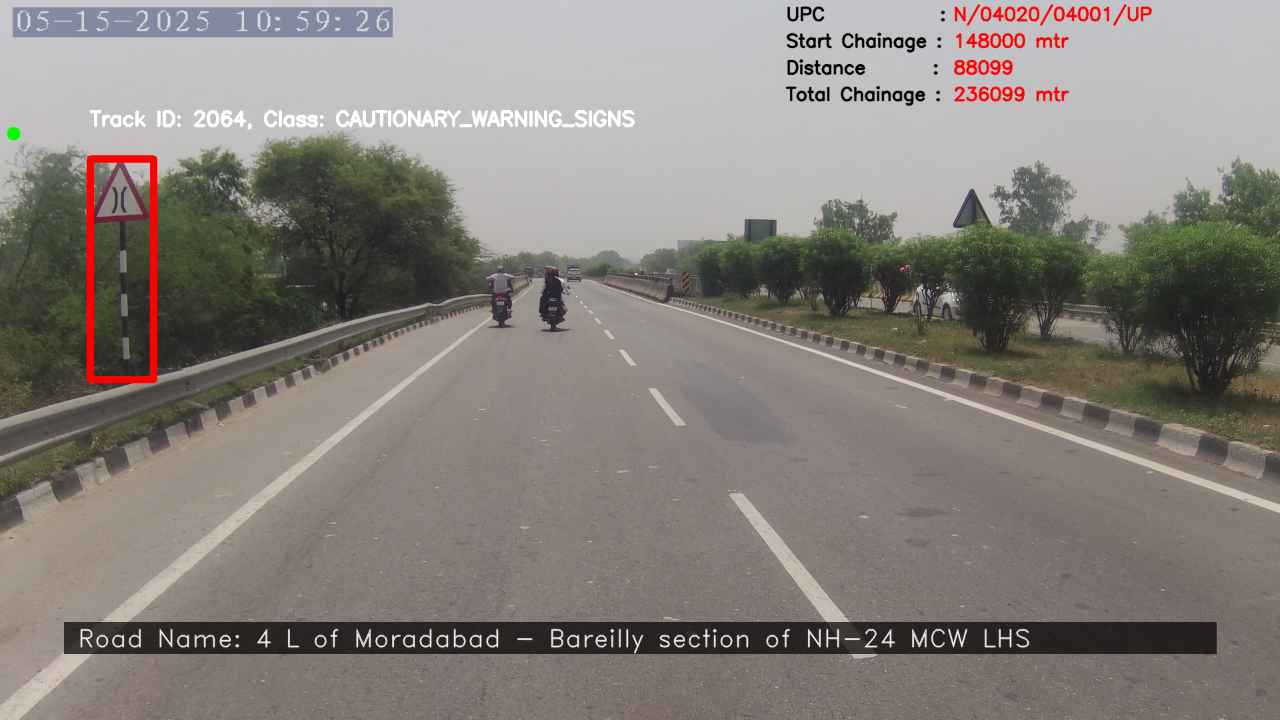 05-15-2025 10:59:26
UPC : N/04020/04001/UP
Start Chainage : 148000 mtr
Distance : 88099
Total Chainage : 236099 mtr
Track ID: 2064, Class: CAUTIONARY_WARNING_SIGNS
Road Name: 4 L of Moradabad - Bareilly section of NH-24 MCW LHS